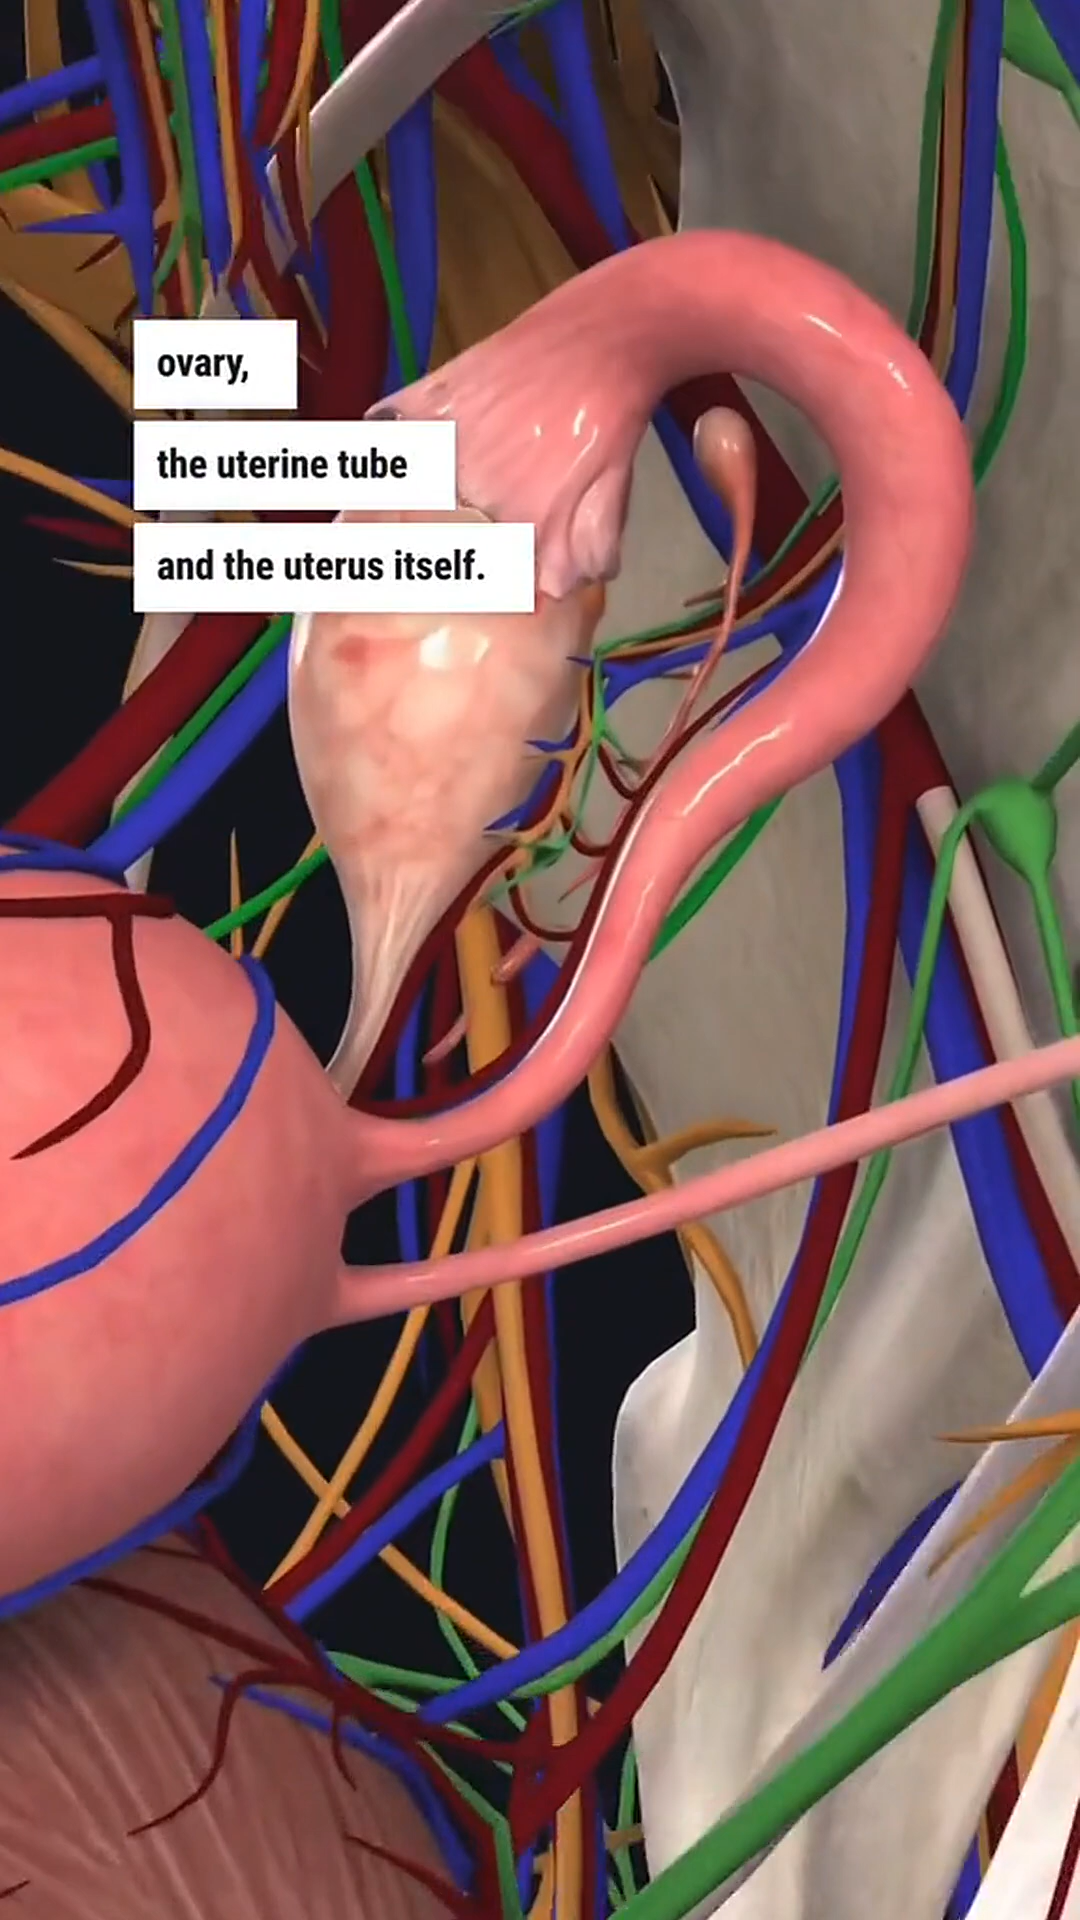 ovary,
the uterine tube
and the uterus itself.